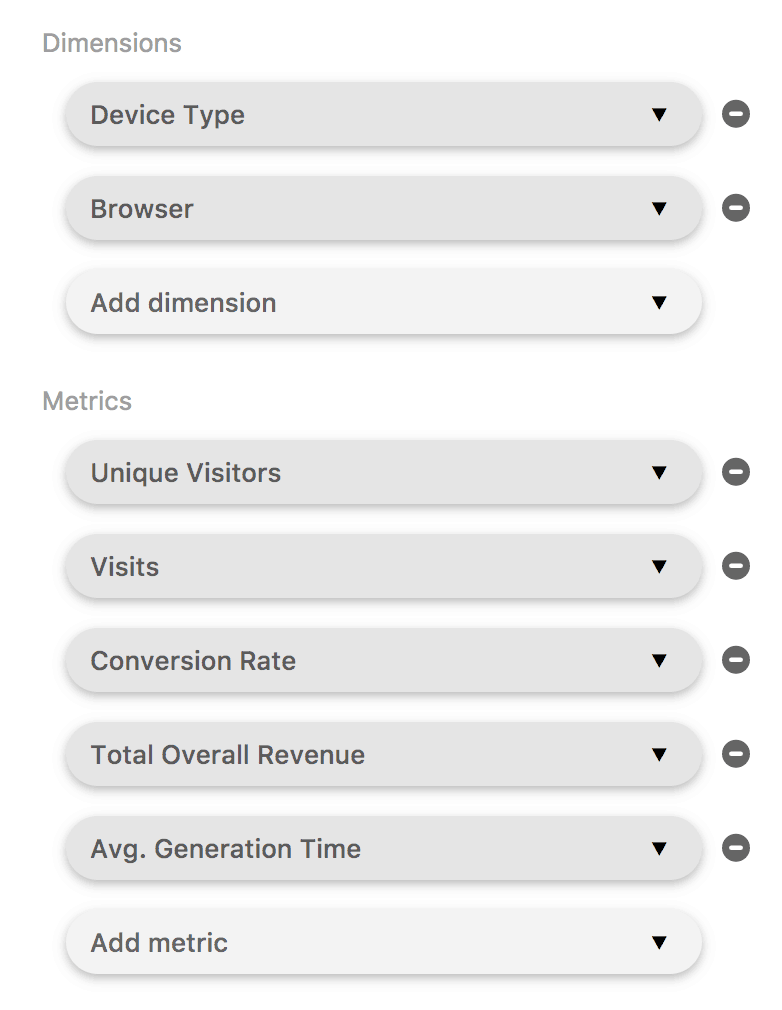 Dimensions
Device Type
Browser
Add dimension
Metrics
Unique Visitors
Visits
Conversion Rate
Total Overall Revenue
Avg. Generation Time
Add metric